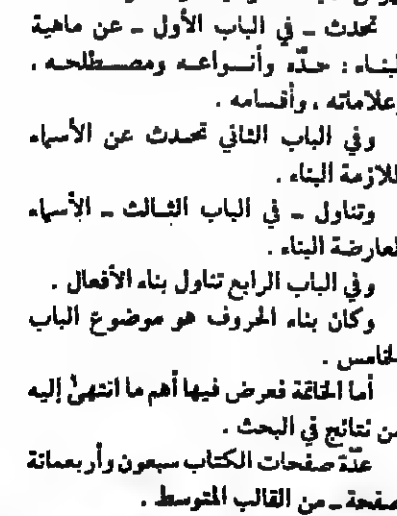 تحدث ـ في الباب الأول ـ عن ماهية
البناء : حدّه وأنواعه ومصطلحه ،
وعلاماته ، وأقسامه .
وفي الباب الثاني تحدث عن الأسماء
اللازمة البناء .
وتناول ـ في الباب الثالث ـ الأسماء
العارضة البناء .
وفي الباب الرابع تناول بناء الأفعال .
وكان بناء الحروف هو موضوع الباب
الخامس .
أما الخاتمة فعرض فيها أهم ما انتهىٰ إليه
من نتائج في البحث .
عدّة صفحات الكتاب سبعون وأربعمائة
صفحة ـ من القالب المتوسط .